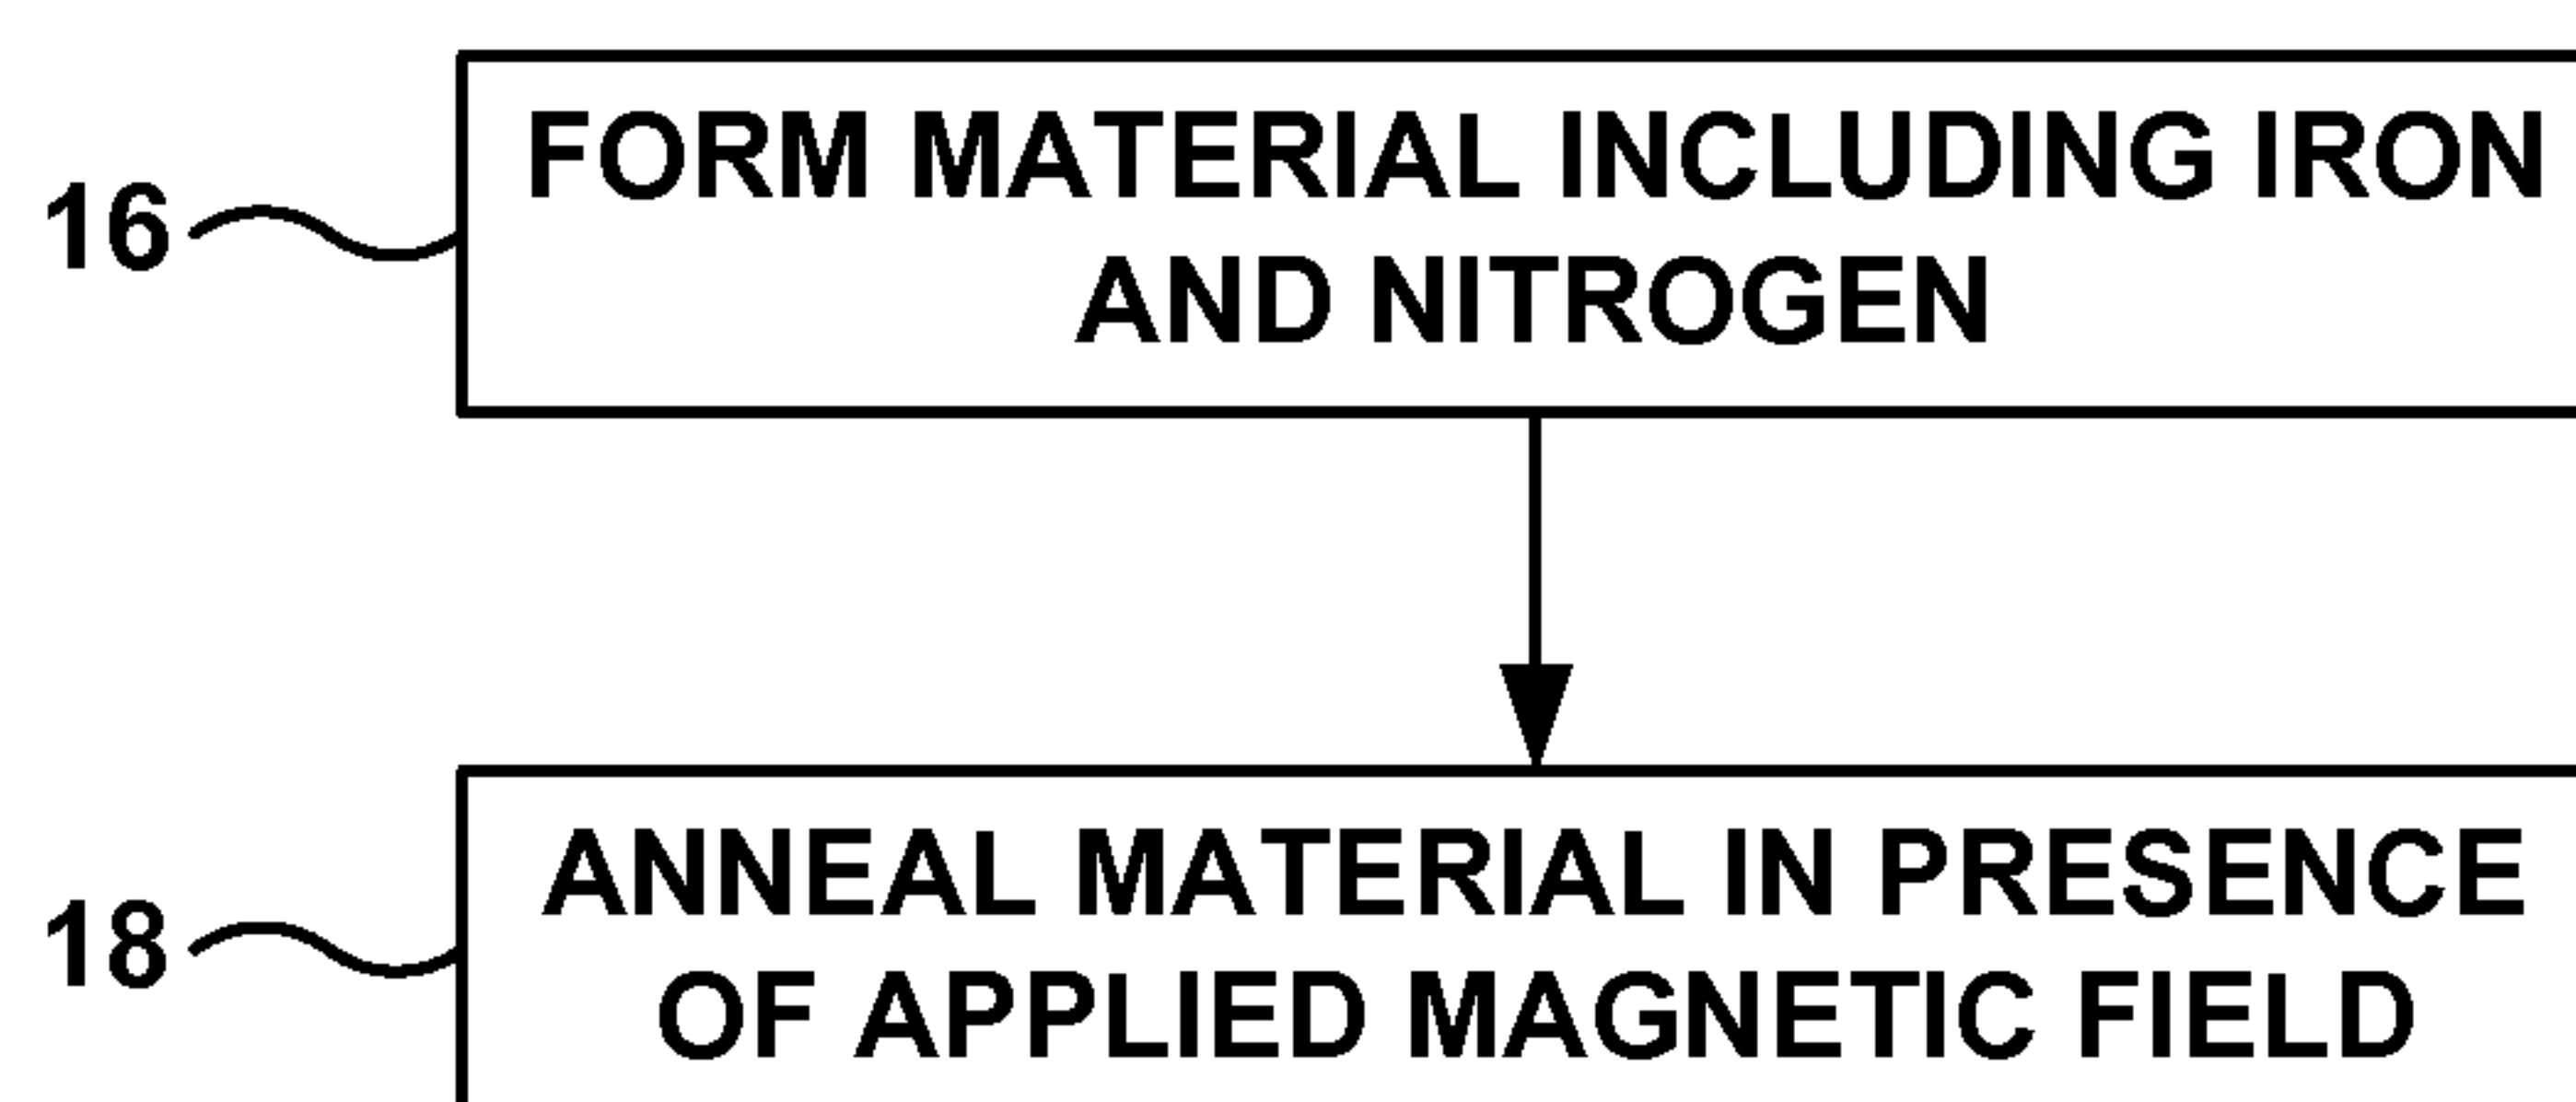 16
FORM MATERIAL INCLUDING IRON
AND NITROGEN
18
ANNEAL MATERIAL IN PRESENCE
OF APPLIED MAGNETIC FIELD